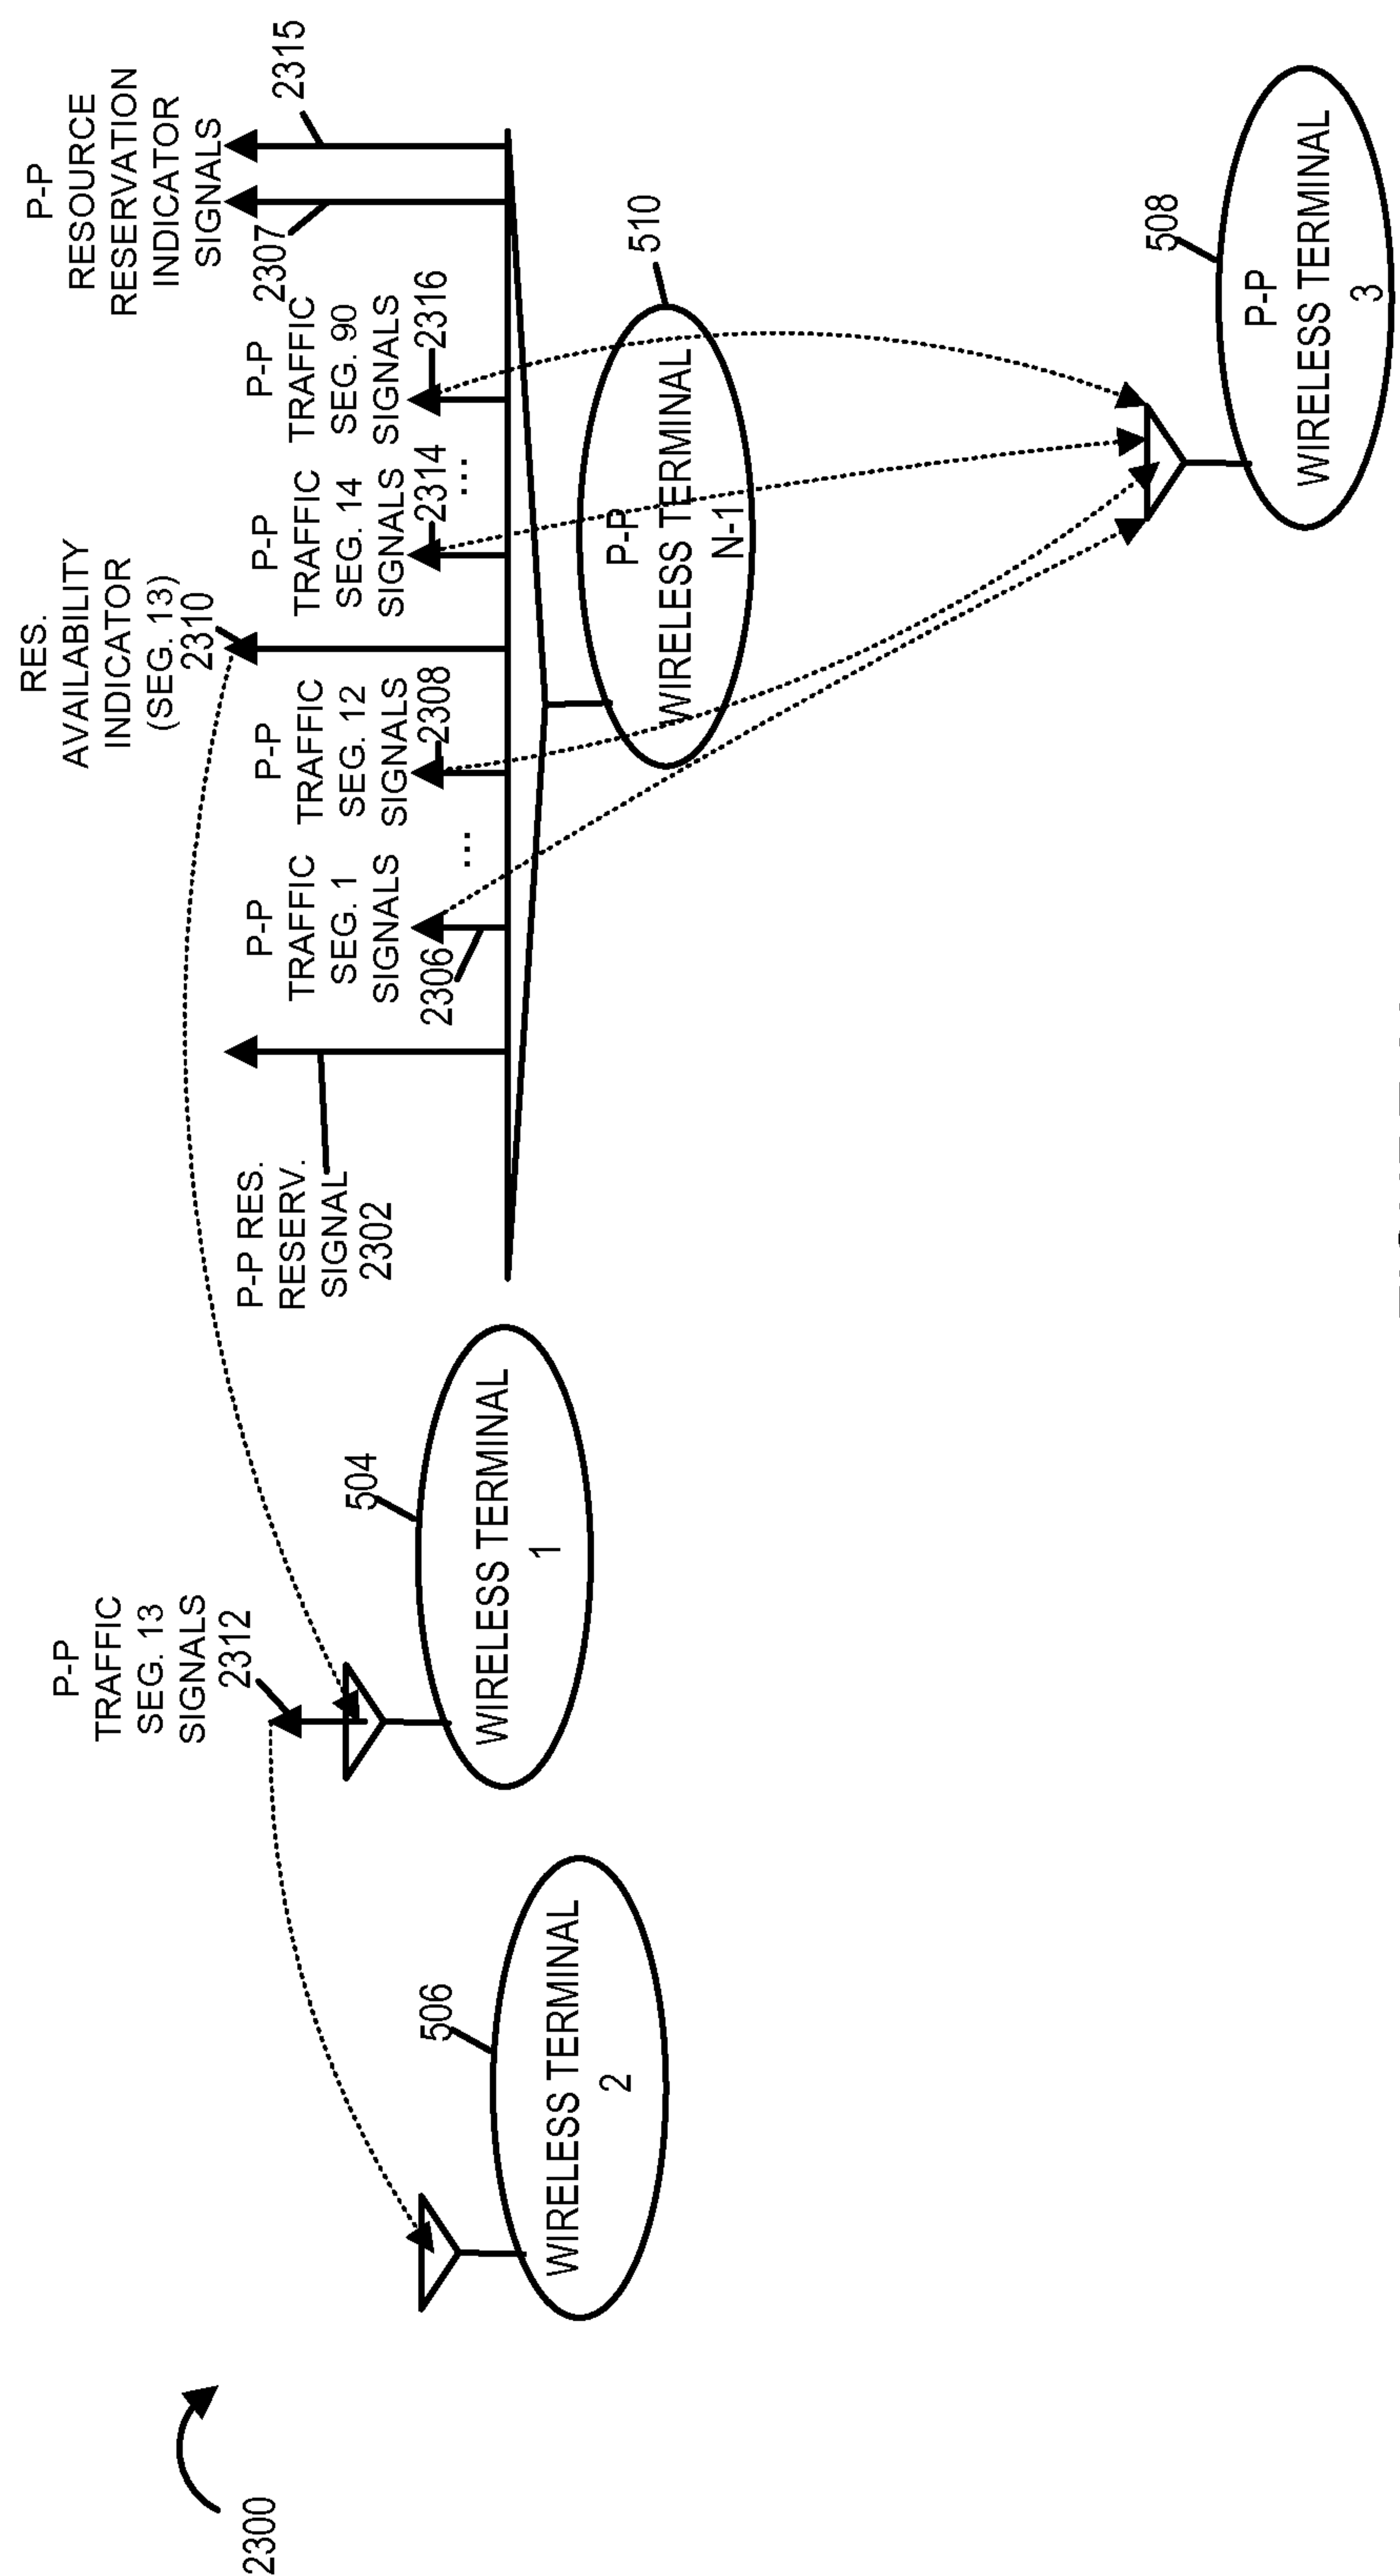 2300
P-P
TRAFFIC
SEG. 13
SIGNALS
2312
506
WIRELESS TERMINAL
2
504
WIRELESS TERMINAL
1
P-P RES.
RESERV.
SIGNAL
2302
P-P
TRAFFIC
SEG. 1
SIGNALS
2306
...
P-P
TRAFFIC
SEG. 12
SIGNALS
2308
RES.
AVAILABILITY
INDICATOR
(SEG. 13)
2310
P-P
TRAFFIC
SEG. 14
SIGNALS
2314
...
P-P
TRAFFIC
SEG. 90
SIGNALS
2316
P-P
RESOURCE
RESERVATION
INDICATOR
SIGNALS
2307
2315
510
P-P
WIRELESS TERMINAL
N-1
508
P-P
WIRELESS TERMINAL
3